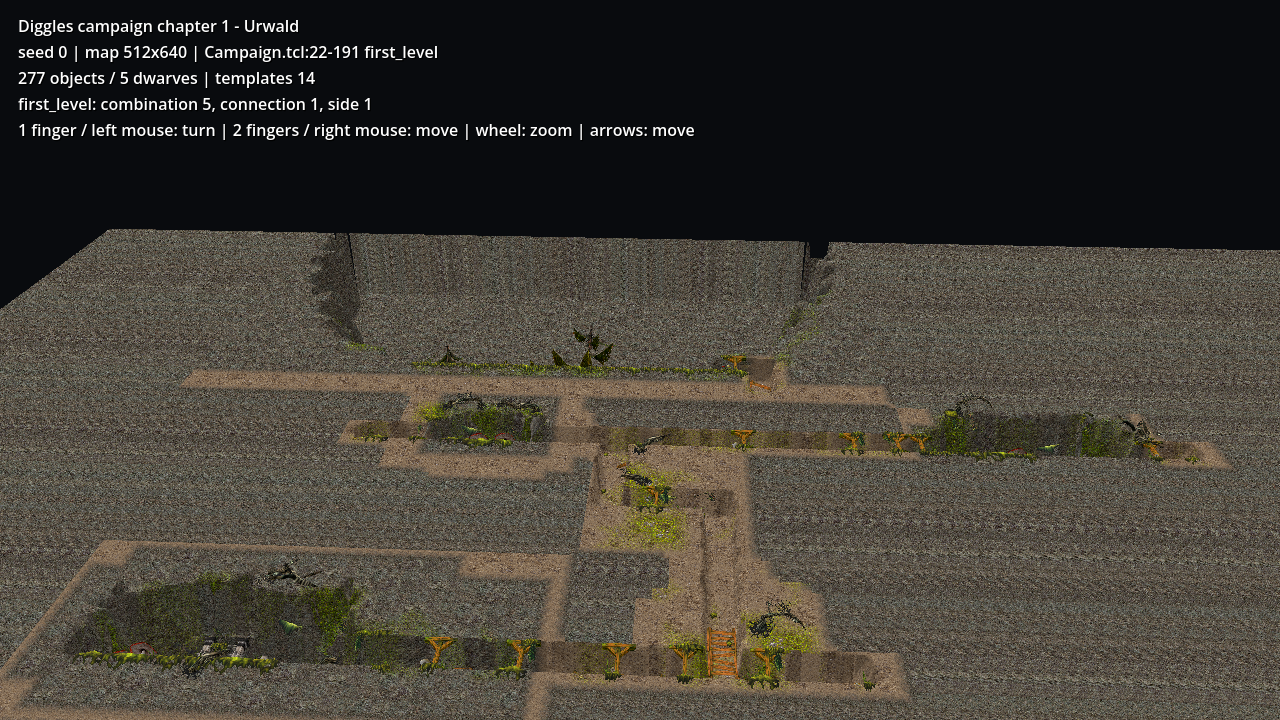 Diggles campaign chapter 1 - Urwald
seed 0 | map 512x640 | Campaign.tcl:22-191 first_level
277 objects / 5 dwarves | templates 14
first_level: combination 5, connection 1, side 1
1 finger / left mouse: turn | 2 fingers / right mouse: move | wheel: zoom | arrows: move